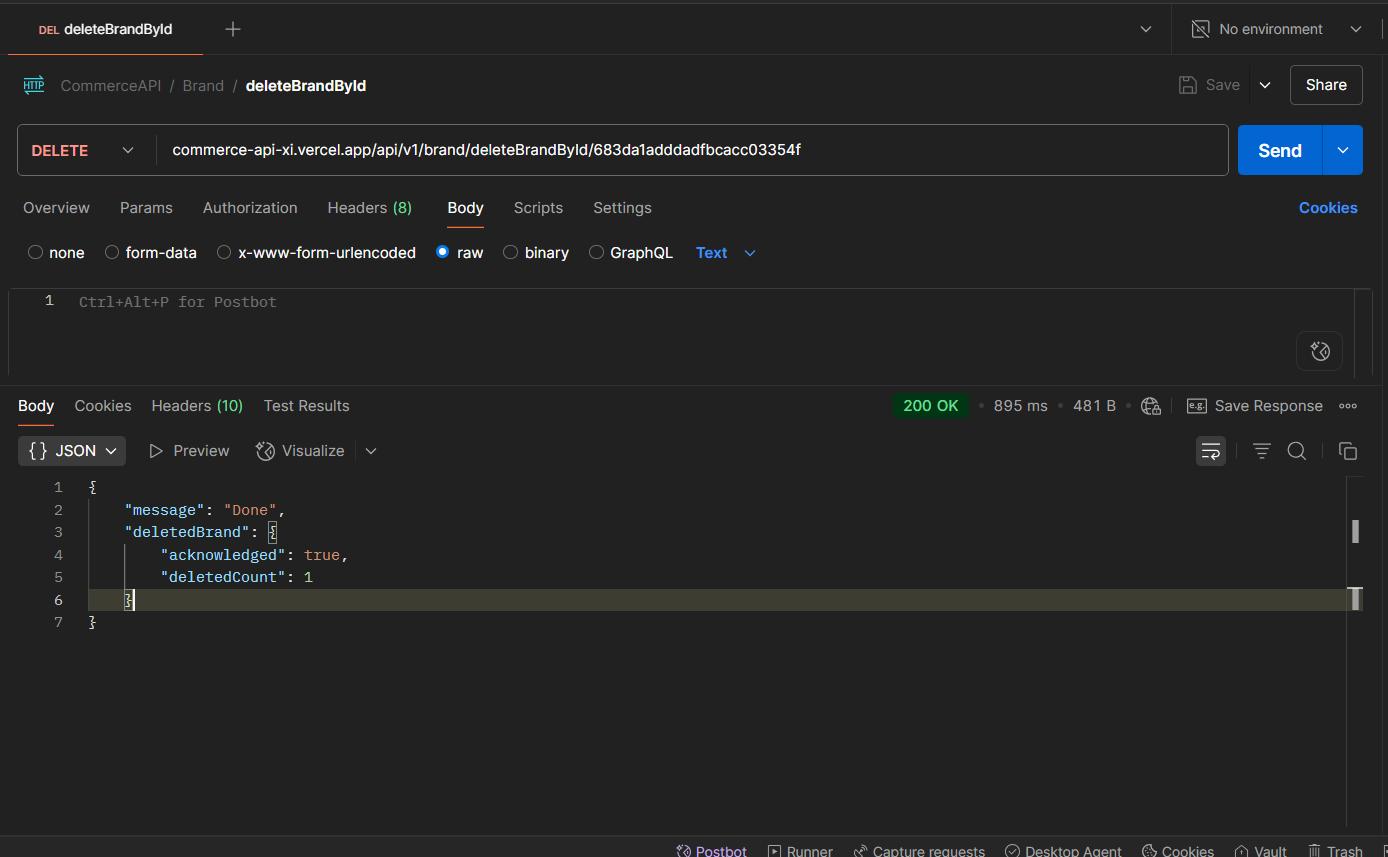 DEL deleteBrandById
No environment
HTTP CommerceAPI / Brand / deleteBrandById
Save
Share
DELETE commerce-api-xi.vercel.app/api/v1/brand/deleteBrandById/683da1adddadfbcacc03354f
Send
Overview Params Authorization Headers (8) Body Scripts Settings Cookies
none form-data x-www-form-urlencoded raw binary GraphQL Text
1 Ctrl+Alt+P for Postbot
Body Cookies Headers (10) Test Results 200 OK • 895 ms • 481 B • e.g. Save Response
{} JSON Preview Visualize
1 {
2 "message": "Done",
3 "deletedBrand": {
4 "acknowledged": true,
5 "deletedCount": 1
6 }
7 }
Postbot Runner Capture requests Desktop Agent Cookies Vault Trash